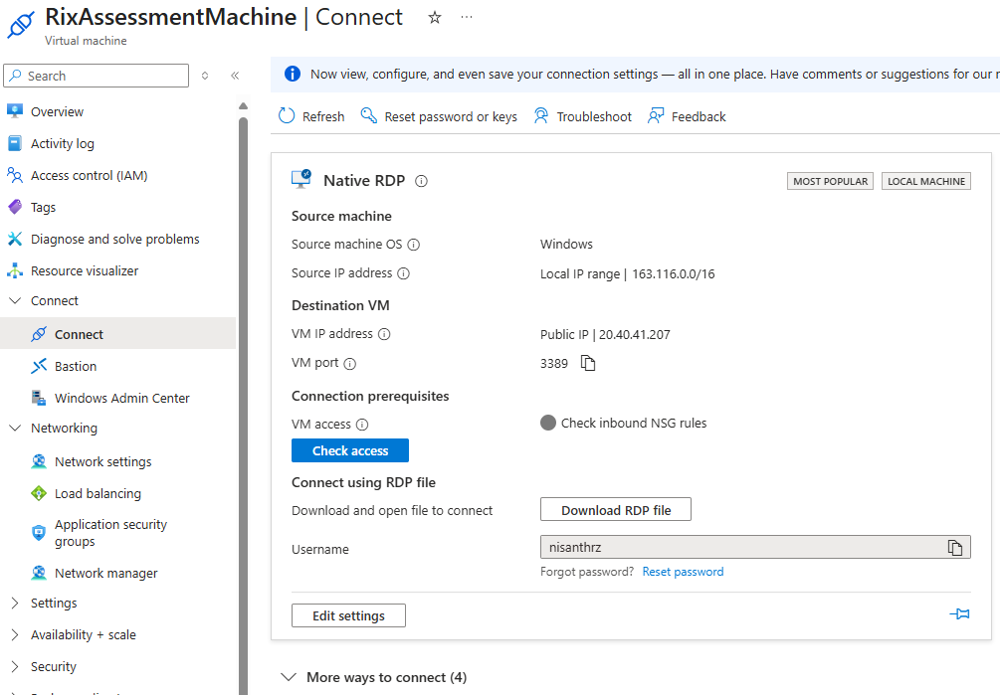 RixAssessmentMachine | Connect
Virtual machine
Search
Overview
Activity log
Access control (IAM)
Tags
Diagnose and solve problems
Resource visualizer
Connect
Connect
Bastion
Windows Admin Center
Networking
Network settings
Load balancing
Application security
groups
Network manager
Settings
Availability + scale
Security
Now view, configure, and even save your connection settings — all in one place. Have comments or suggestions for our
Refresh Reset password or keys Troubleshoot Feedback
Native RDP MOST POPULAR LOCAL MACHINE
Source machine
Source machine OS Windows
Source IP address Local IP range | 163.116.0.0/16
Destination VM
VM IP address Public IP | 20.40.41.207
VM port 3389
Connection prerequisites
VM access Check inbound NSG rules
Check access
Connect using RDP file
Download and open file to connect Download RDP file
Username nisanthrz
Forgot password? Reset password
Edit settings
More ways to connect (4)